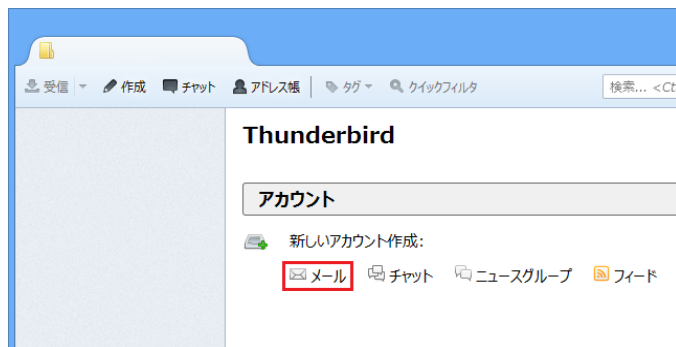 受信 作成 チャット アドレス帳 タグ クイックフィルタ 検索... <Ct
Thunderbird
アカウント
新しいアカウント作成:
メール チャット ニュースグループ フィード